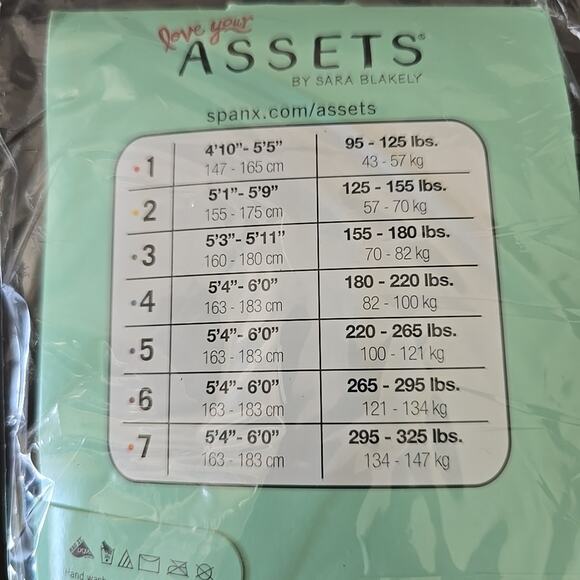 love your
ASSETS®
BY SARA BLAKELY
spanx.com/assets
1 4'10"- 5'5" 95 - 125 lbs.
147 - 165 cm 43 - 57 kg
2 5'1"- 5'9" 125 - 155 lbs.
155 - 175 cm 57 - 70 kg
3 5'3"- 5'11" 155 - 180 lbs.
160 - 180 cm 70 - 82 kg
4 5'4"- 6'0" 180 - 220 lbs.
163 - 183 cm 82 - 100 kg
5 5'4"- 6'0" 220 - 265 lbs.
163 - 183 cm 100 - 121 kg
6 5'4"- 6'0" 265 - 295 lbs.
163 - 183 cm 121 - 134 kg
7 5'4"- 6'0" 295 - 325 lbs.
163 - 183 cm 134 - 147 kg
Hand wash